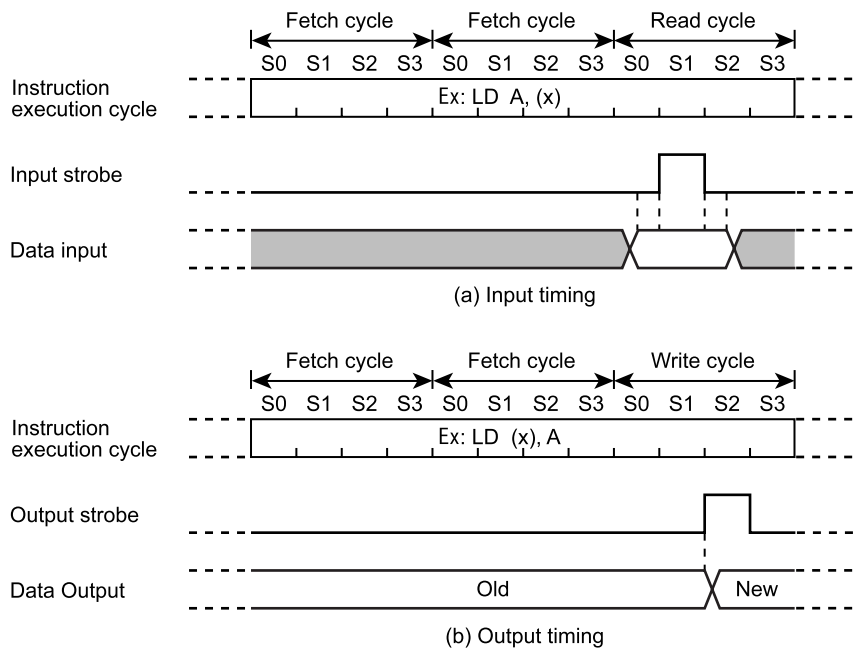 Fetch cycle Fetch cycle Read cycle
S0 S1 S2 S3 S0 S1 S2 S3 S0 S1 S2 S3
Instruction
execution cycle
Ex: LD A, (x)
Input strobe
Data input
(a) Input timing
Fetch cycle Fetch cycle Write cycle
S0 S1 S2 S3 S0 S1 S2 S3 S0 S1 S2 S3
Instruction
execution cycle
Ex: LD (x), A
Output strobe
Data Output Old New
(b) Output timing